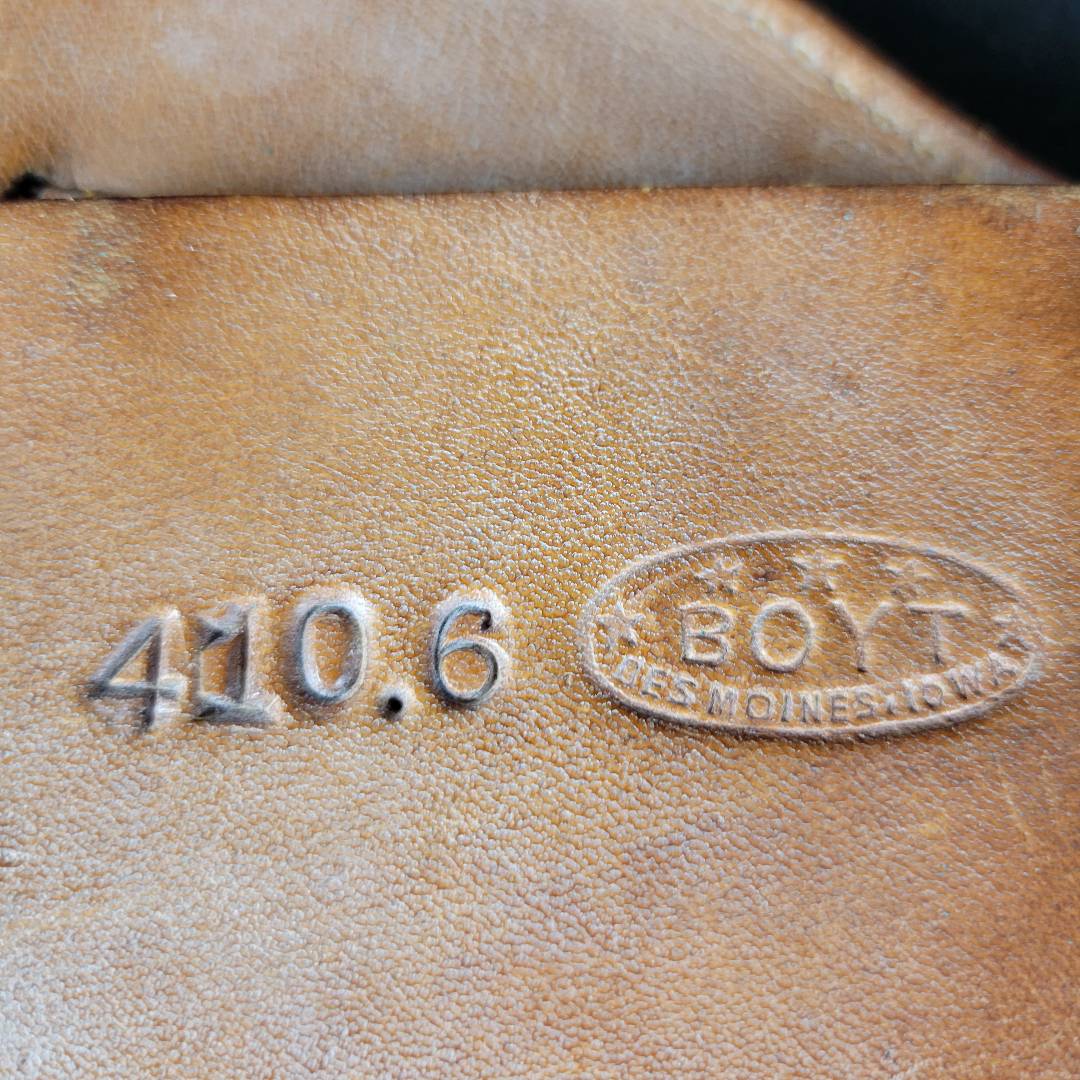 410.6
BOYT
DES MOINES. IOWA